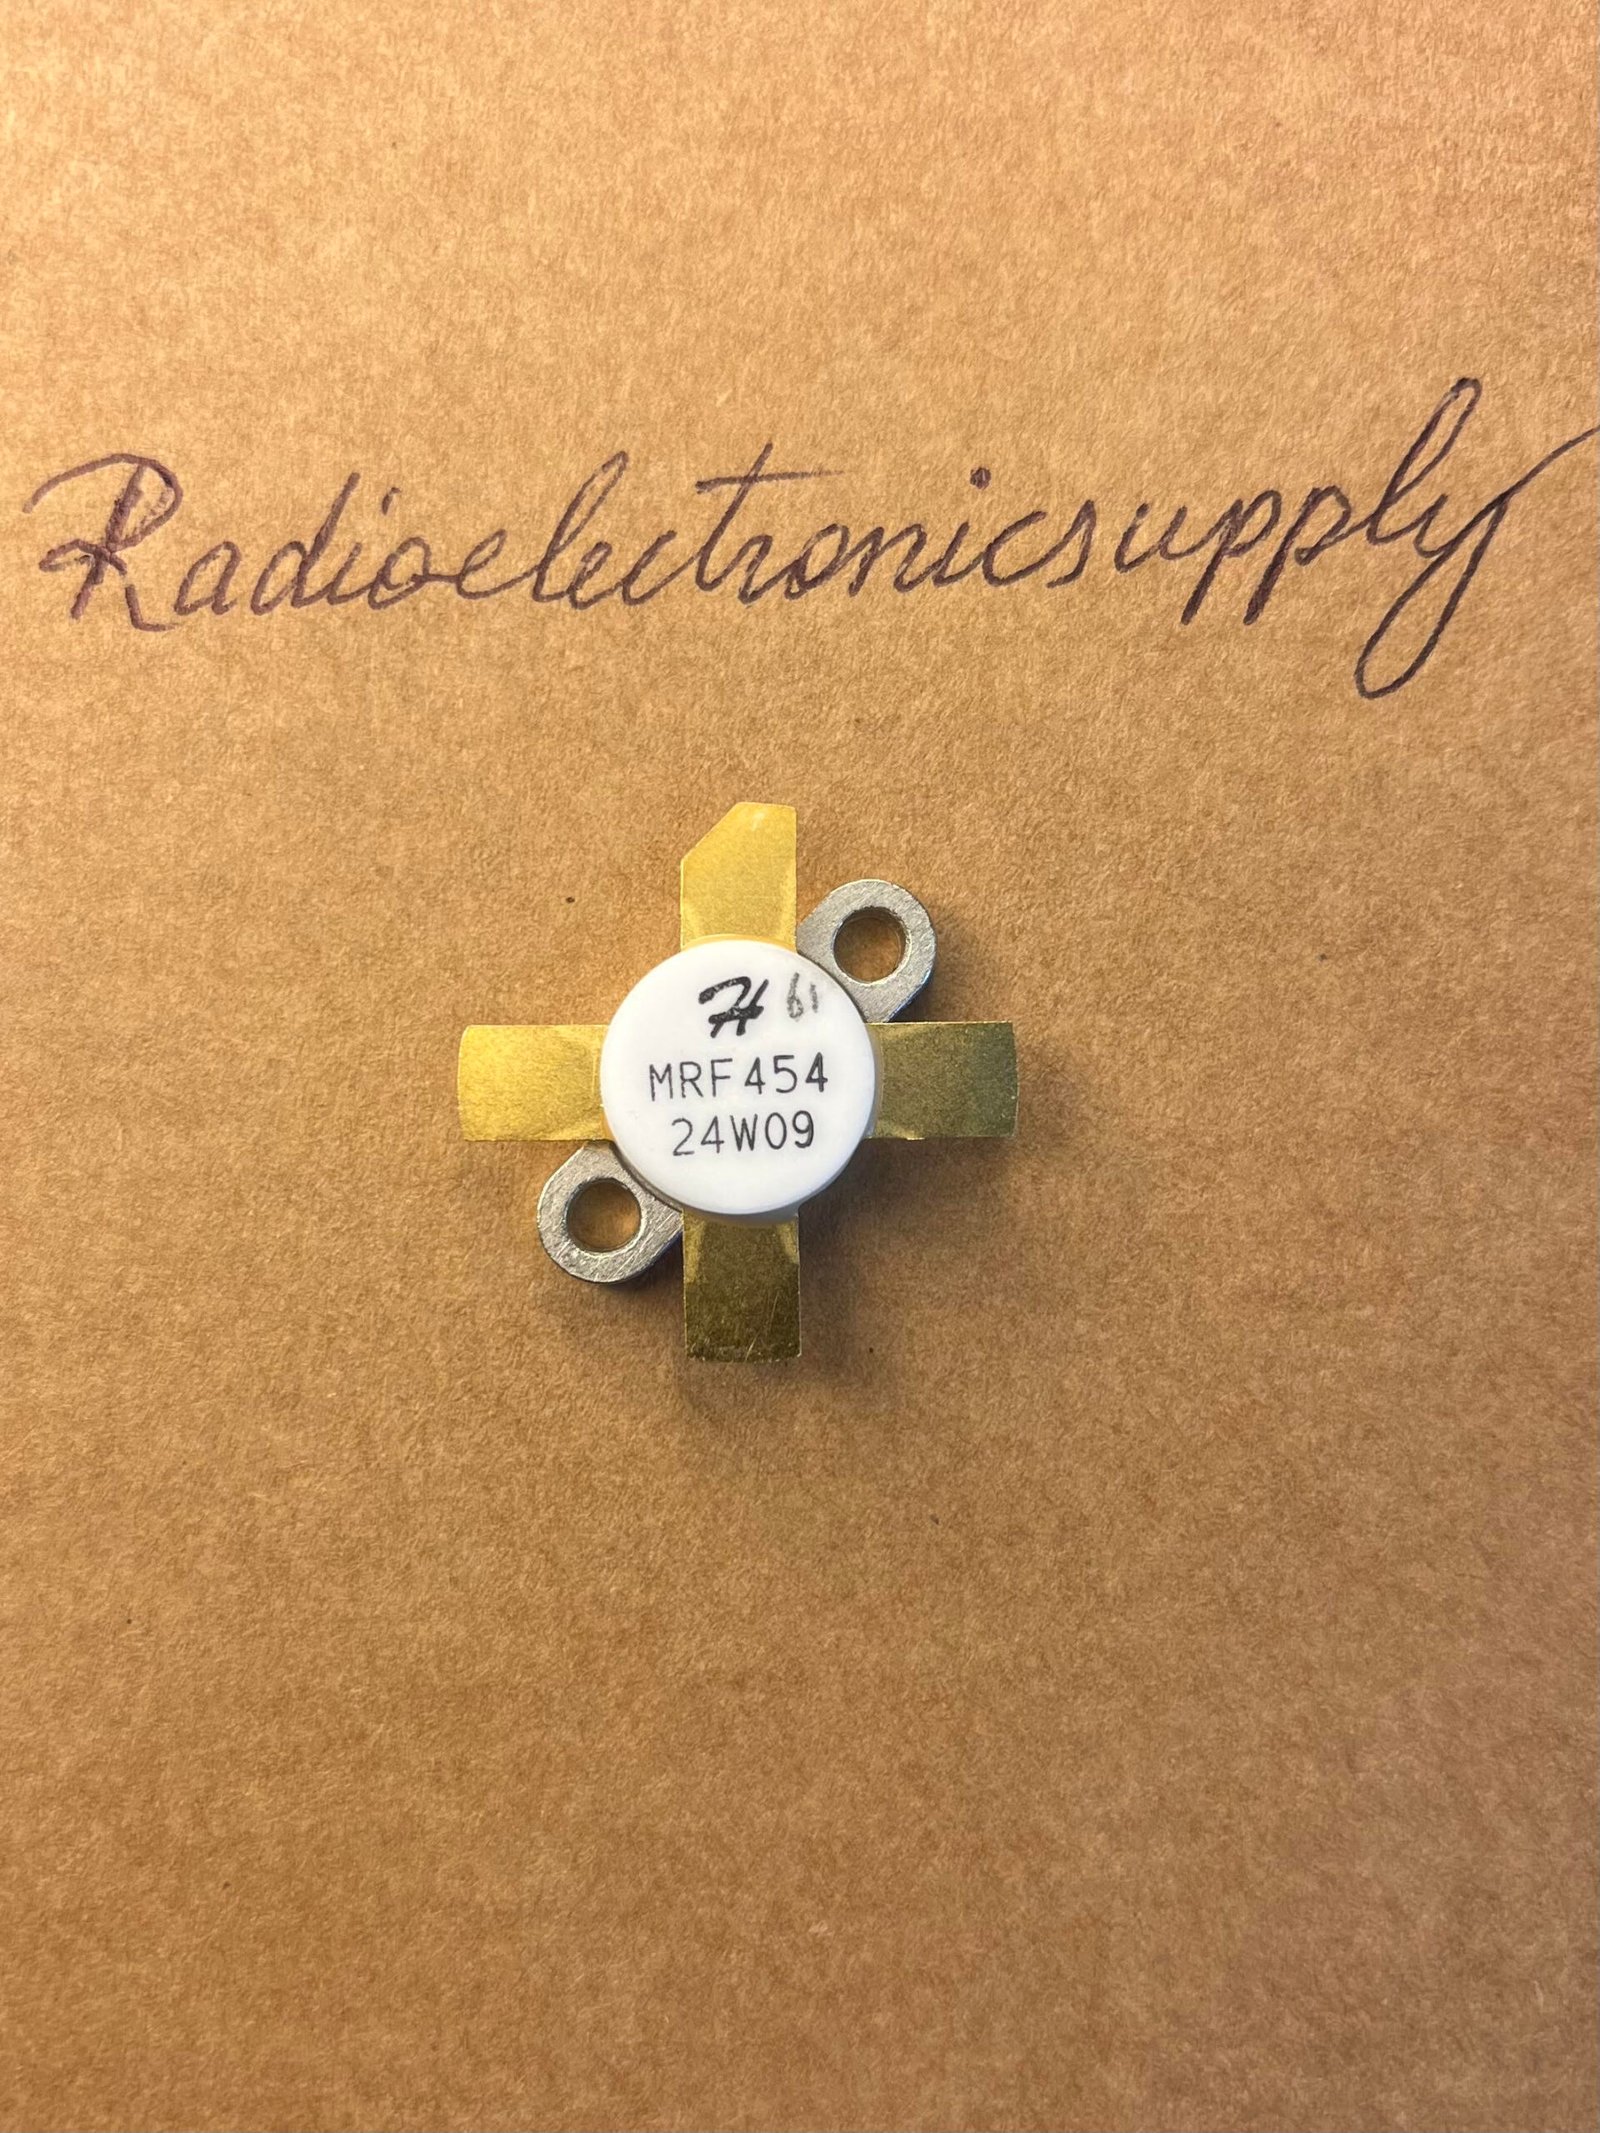 Radioelectronicsupply
H 61
MRF454
24W09